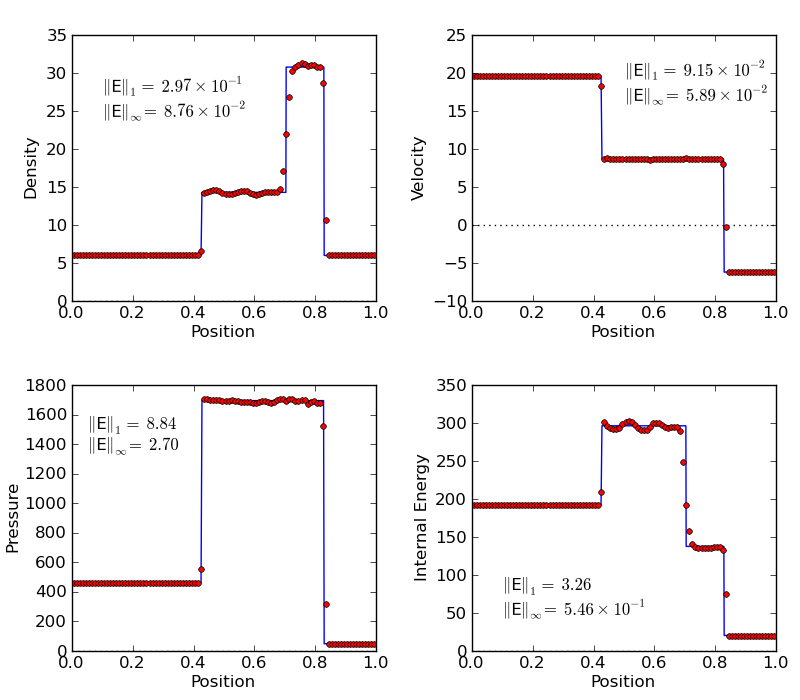 35
30
25
20
15
10
5
0
Density
‖E‖₁ = 2.97 × 10⁻¹
‖E‖∞ = 8.76 × 10⁻²
0.0 0.2 0.4 0.6 0.8 1.0
Position
25
20
15
10
5
0
−5
−10
Velocity
‖E‖₁ = 9.15 × 10⁻²
‖E‖∞ = 5.89 × 10⁻²
0.0 0.2 0.4 0.6 0.8 1.0
Position
1800
1600
1400
1200
1000
800
600
400
200
0
Pressure
‖E‖₁ = 8.84
‖E‖∞ = 2.70
0.0 0.2 0.4 0.6 0.8 1.0
Position
350
300
250
200
150
100
50
0
Internal Energy
‖E‖₁ = 3.26
‖E‖∞ = 5.46 × 10⁻¹
0.0 0.2 0.4 0.6 0.8 1.0
Position